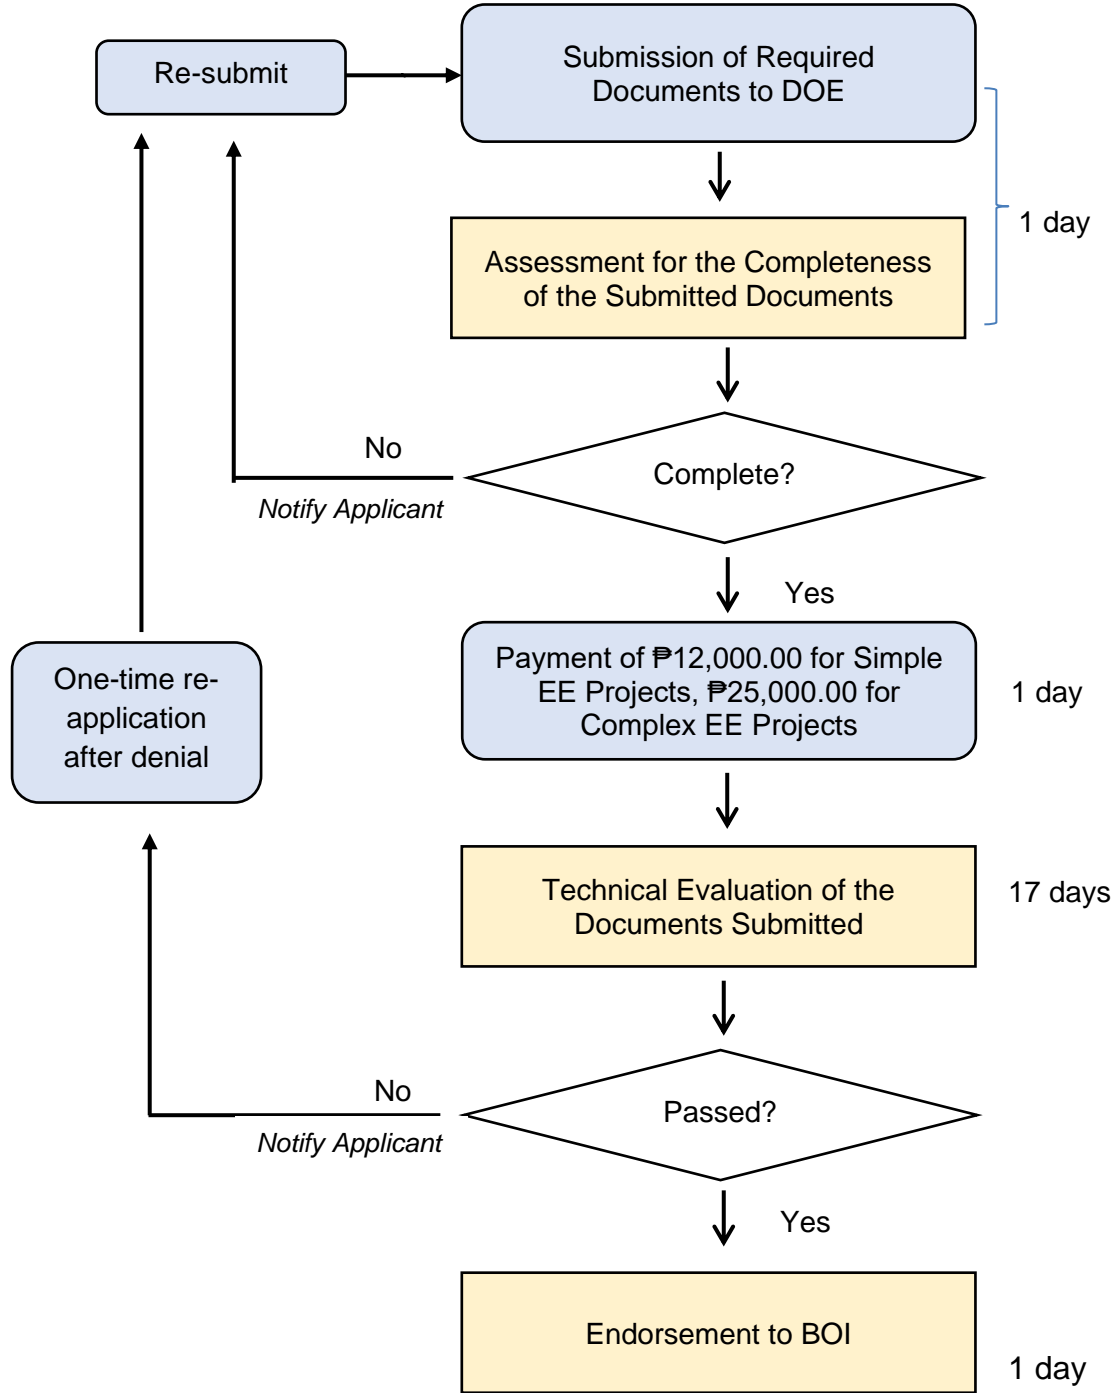 Re-submit
Submission of Required
Documents to DOE
1 day
Assessment for the Completeness
of the Submitted Documents
No
Complete?
Notify Applicant
Yes
One-time re-
application
after denial
Payment of ₱12,000.00 for Simple
EE Projects, ₱25,000.00 for
Complex EE Projects
1 day
Technical Evaluation of the
Documents Submitted
17 days
No
Passed?
Notify Applicant
Yes
Endorsement to BOI
1 day